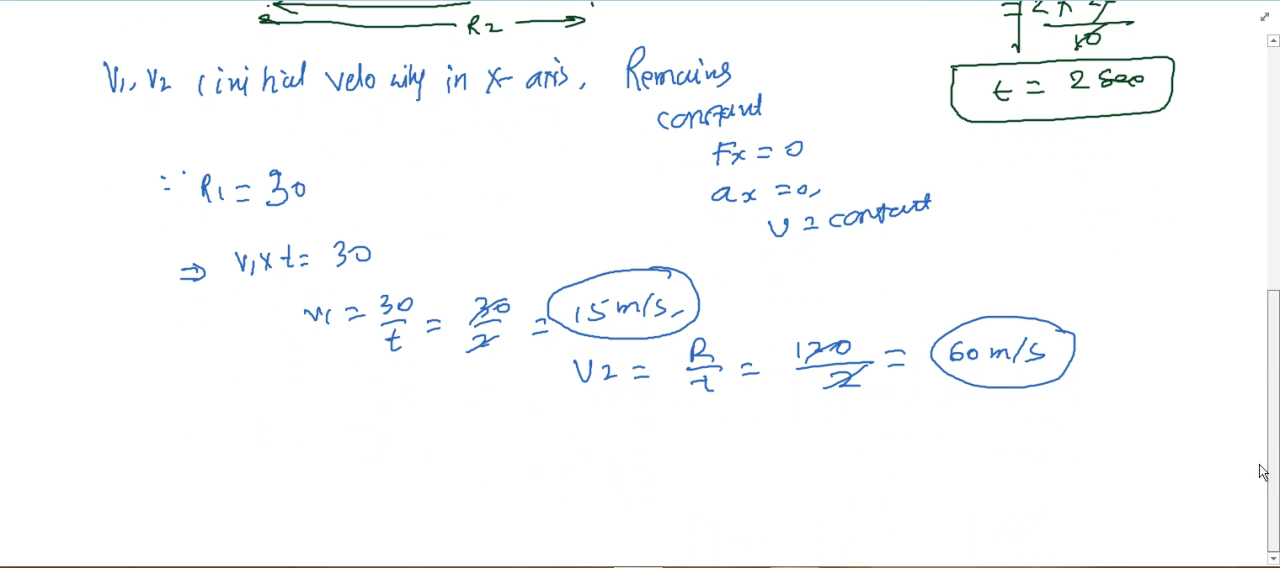 R2
10
t = 2 sec
V1, V2 (initial velocity in x-axis, Remains
constant
Fx = 0
ax = 0,
V = constant
∵ R1 = 30
⇒ V1 x t = 30
V1 = 30/t = 30/2 = 15 m/s,
V2 = R/t = 120/2 = 60 m/s